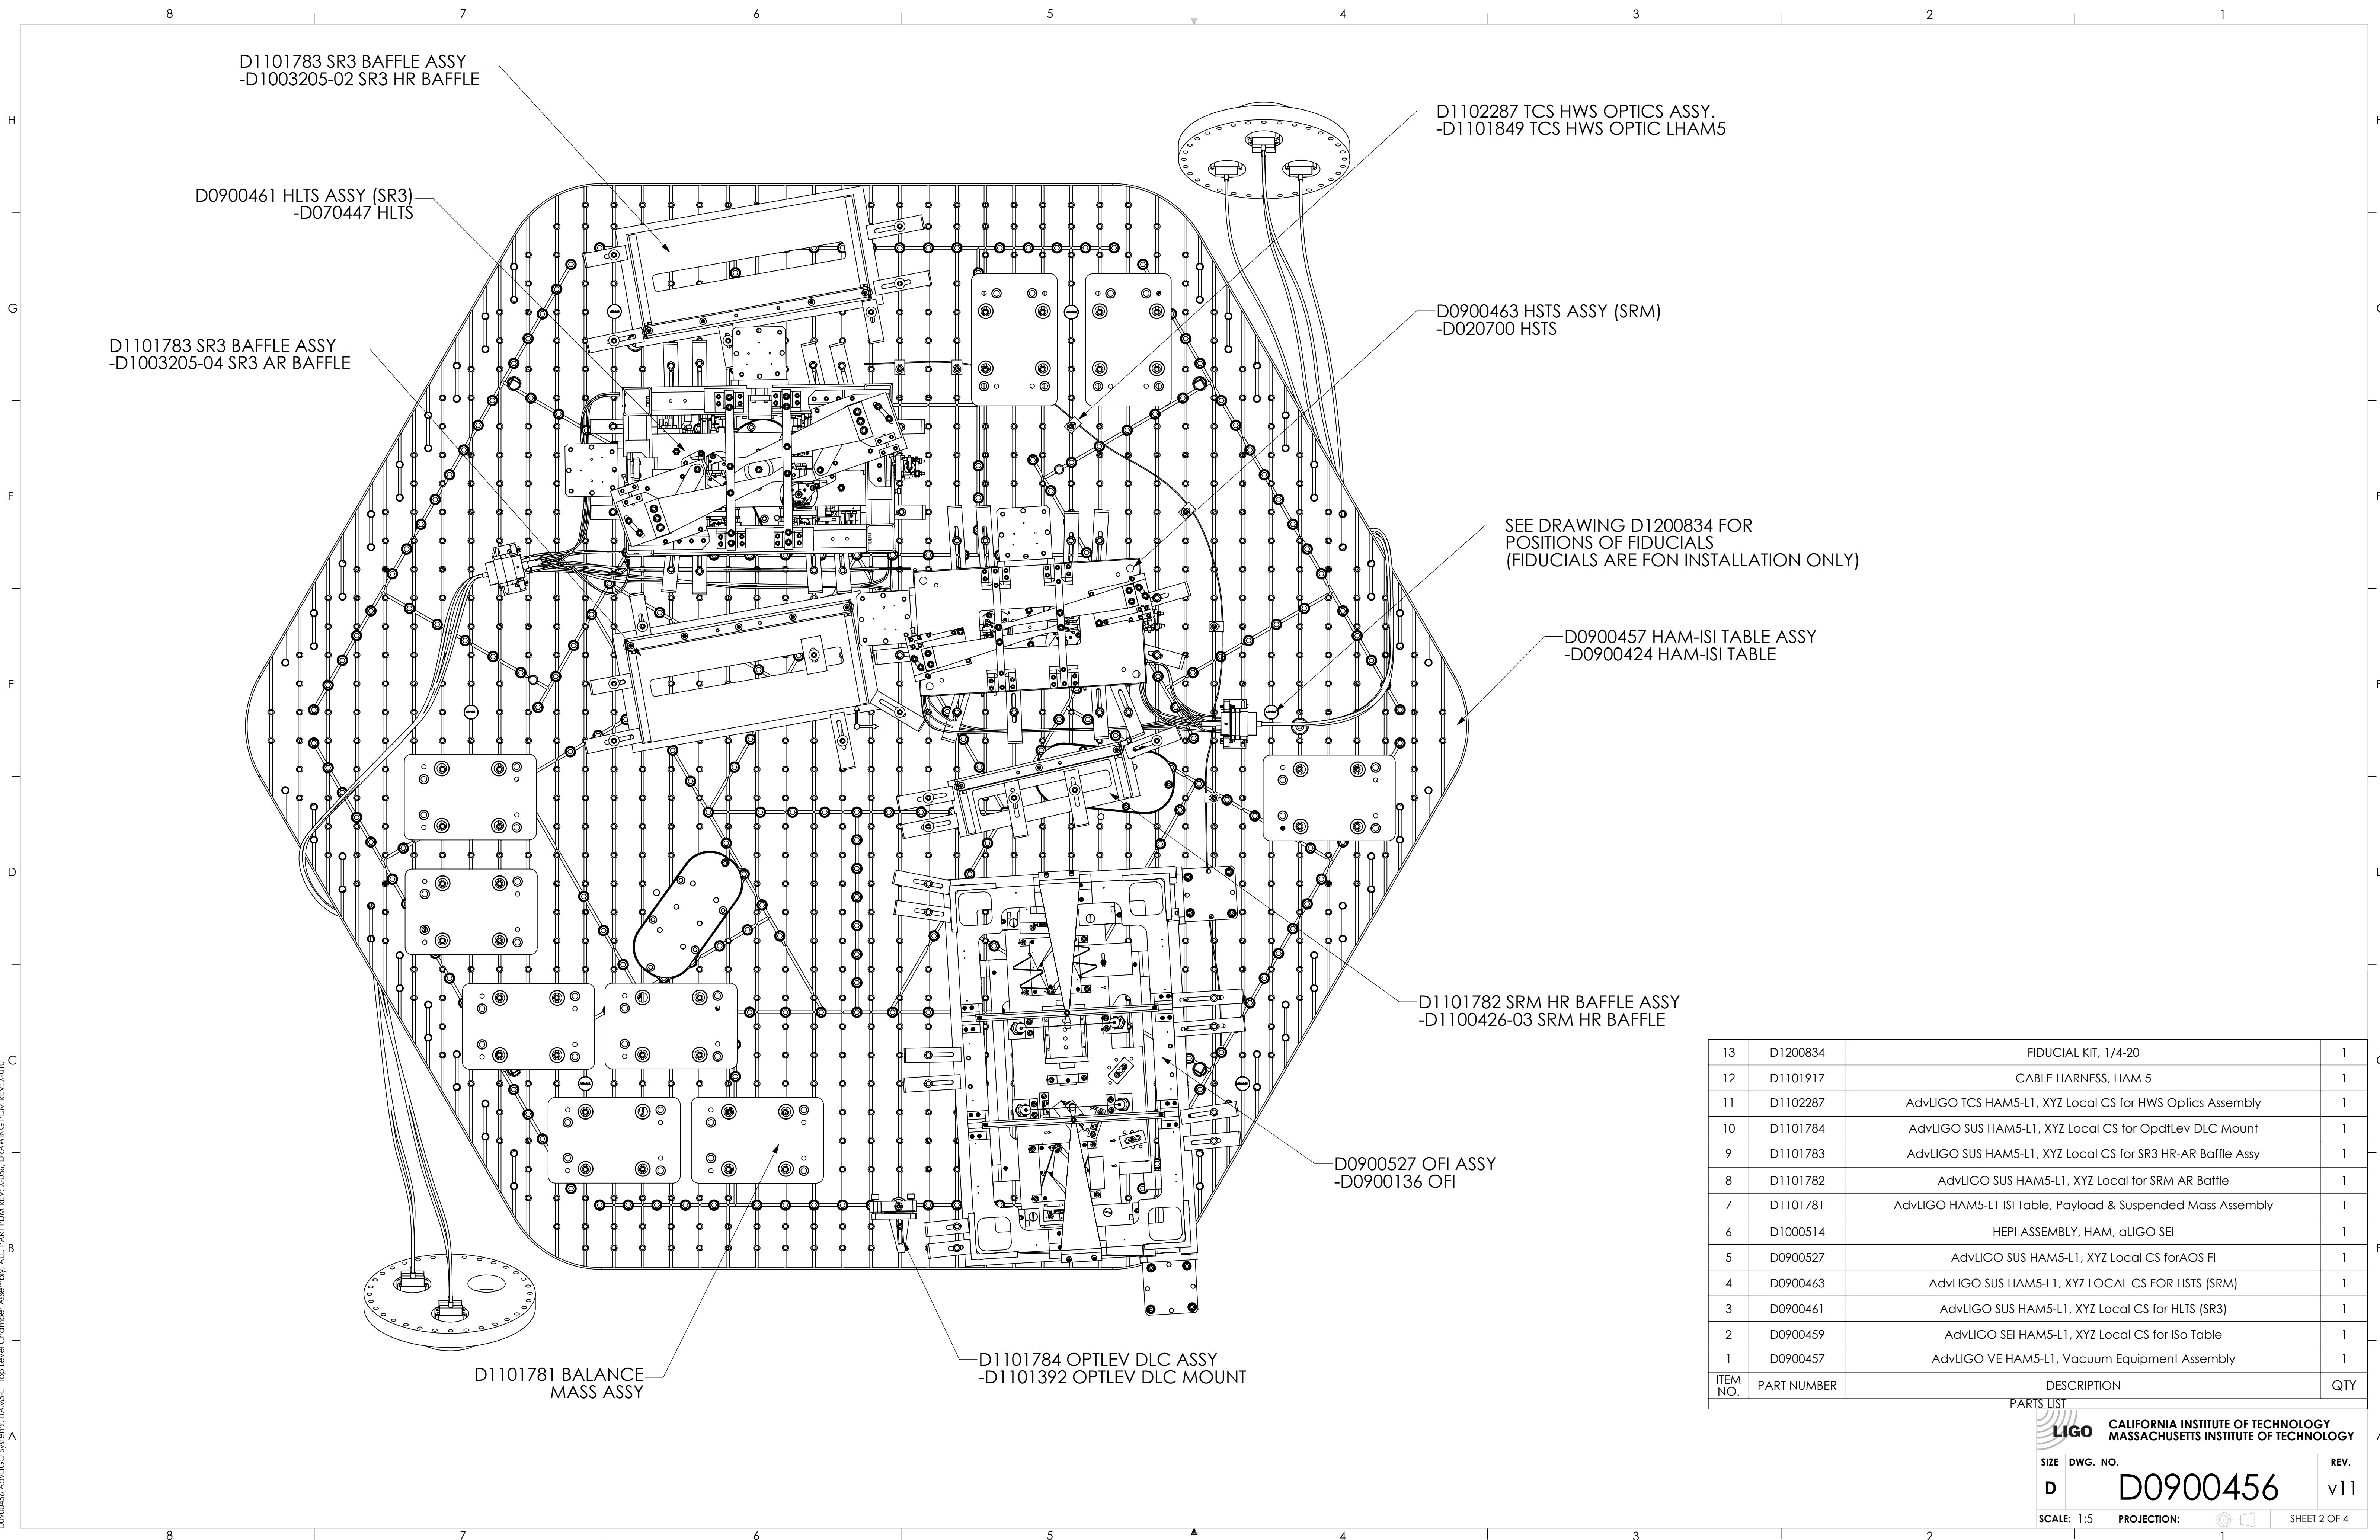 8 7 6 5 4 3 2 1
H
G
F
E
D
C
B
A
D1101783 SR3 BAFFLE ASSY
-D1003205-02 SR3 HR BAFFLE
D1102287 TCS HWS OPTICS ASSY.
-D1101849 TCS HWS OPTIC LHAM5
D0900461 HLTS ASSY (SR3)
-D070447 HLTS
D0900463 HSTS ASSY (SRM)
-D020700 HSTS
D1101783 SR3 BAFFLE ASSY
-D1003205-04 SR3 AR BAFFLE
SEE DRAWING D1200834 FOR
POSITIONS OF FIDUCIALS
(FIDUCIALS ARE FON INSTALLATION ONLY)
D0900457 HAM-ISI TABLE ASSY
-D0900424 HAM-ISI TABLE
D1101782 SRM HR BAFFLE ASSY
-D1100426-03 SRM HR BAFFLE
D0900527 OFI ASSY
-D0900136 OFI
D1101784 OPTLEV DLC ASSY
-D1101392 OPTLEV DLC MOUNT
D1101781 BALANCE
MASS ASSY
13 D1200834 FIDUCIAL KIT, 1/4-20 1
12 D1101917 CABLE HARNESS, HAM 5 1
11 D1102287 AdvLIGO TCS HAM5-L1, XYZ Local CS for HWS Optics Assembly 1
10 D1101784 AdvLIGO SUS HAM5-L1, XYZ Local CS for OpdtLev DLC Mount 1
9 D1101783 AdvLIGO SUS HAM5-L1, XYZ Local CS for SR3 HR-AR Baffle Assy 1
8 D1101782 AdvLIGO SUS HAM5-L1, XYZ Local for SRM AR Baffle 1
7 D1101781 AdvLIGO HAM5-L1 ISI Table, Payload & Suspended Mass Assembly 1
6 D1000514 HEPI ASSEMBLY, HAM, aLIGO SEI 1
5 D0900527 AdvLIGO SUS HAM5-L1, XYZ Local CS forAOS FI 1
4 D0900463 AdvLIGO SUS HAM5-L1, XYZ LOCAL CS FOR HSTS (SRM) 1
3 D0900461 AdvLIGO SUS HAM5-L1, XYZ Local CS for HLTS (SR3) 1
2 D0900459 AdvLIGO SEI HAM5-L1, XYZ Local CS for ISo Table 1
1 D0900457 AdvLIGO VE HAM5-L1, Vacuum Equipment Assembly 1
ITEM NO. PART NUMBER DESCRIPTION QTY
PARTS LIST
LIGO
CALIFORNIA INSTITUTE OF TECHNOLOGY
MASSACHUSETTS INSTITUTE OF TECHNOLOGY
SIZE DWG. NO. REV.
D D0900456 v11
SCALE: 1:5 PROJECTION: SHEET 2 OF 4
8 7 6 5 4 3 2 1